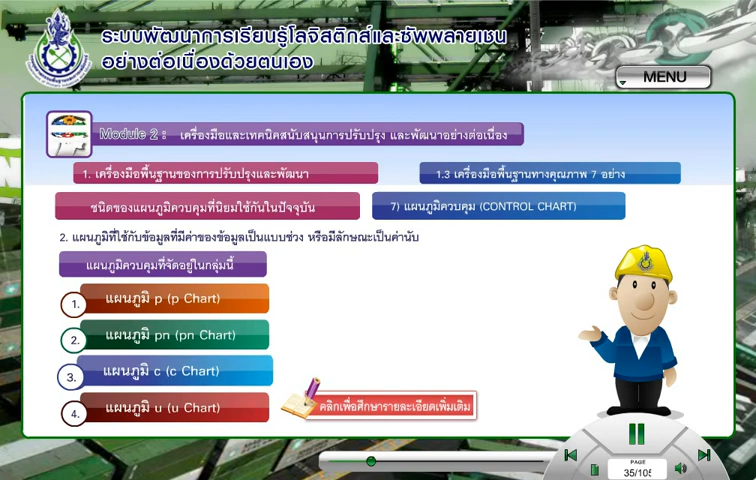 ระบบพัฒนาการเรียนรู้โลจิสติกส์และซัพพลายเชน
อย่างต่อเนื่องด้วยตนเอง
MENU
Module 2 : เครื่องมือและเทคนิคสนับสนุนการปรับปรุง และพัฒนาอย่างต่อเนื่อง
1. เครื่องมือพื้นฐานของการปรับปรุงและพัฒนา
1.3 เครื่องมือพื้นฐานทางคุณภาพ 7 อย่าง
ชนิดของแผนภูมิควบคุมที่นิยมใช้กันในปัจจุบัน
7) แผนภูมิควบคุม (CONTROL CHART)
2. แผนภูมิที่ใช้กับข้อมูลที่มีค่าของข้อมูลเป็นแบบช่วง หรือมีลักษณะเป็นค่านับ
แผนภูมิควบคุมที่จัดอยู่ในกลุ่มนี้
1. แผนภูมิ p (p Chart)
2. แผนภูมิ pn (pn Chart)
3. แผนภูมิ c (c Chart)
4. แผนภูมิ u (u Chart)
คลิกเพื่อศึกษารายละเอียดเพิ่มเติม
PAGE
35/105